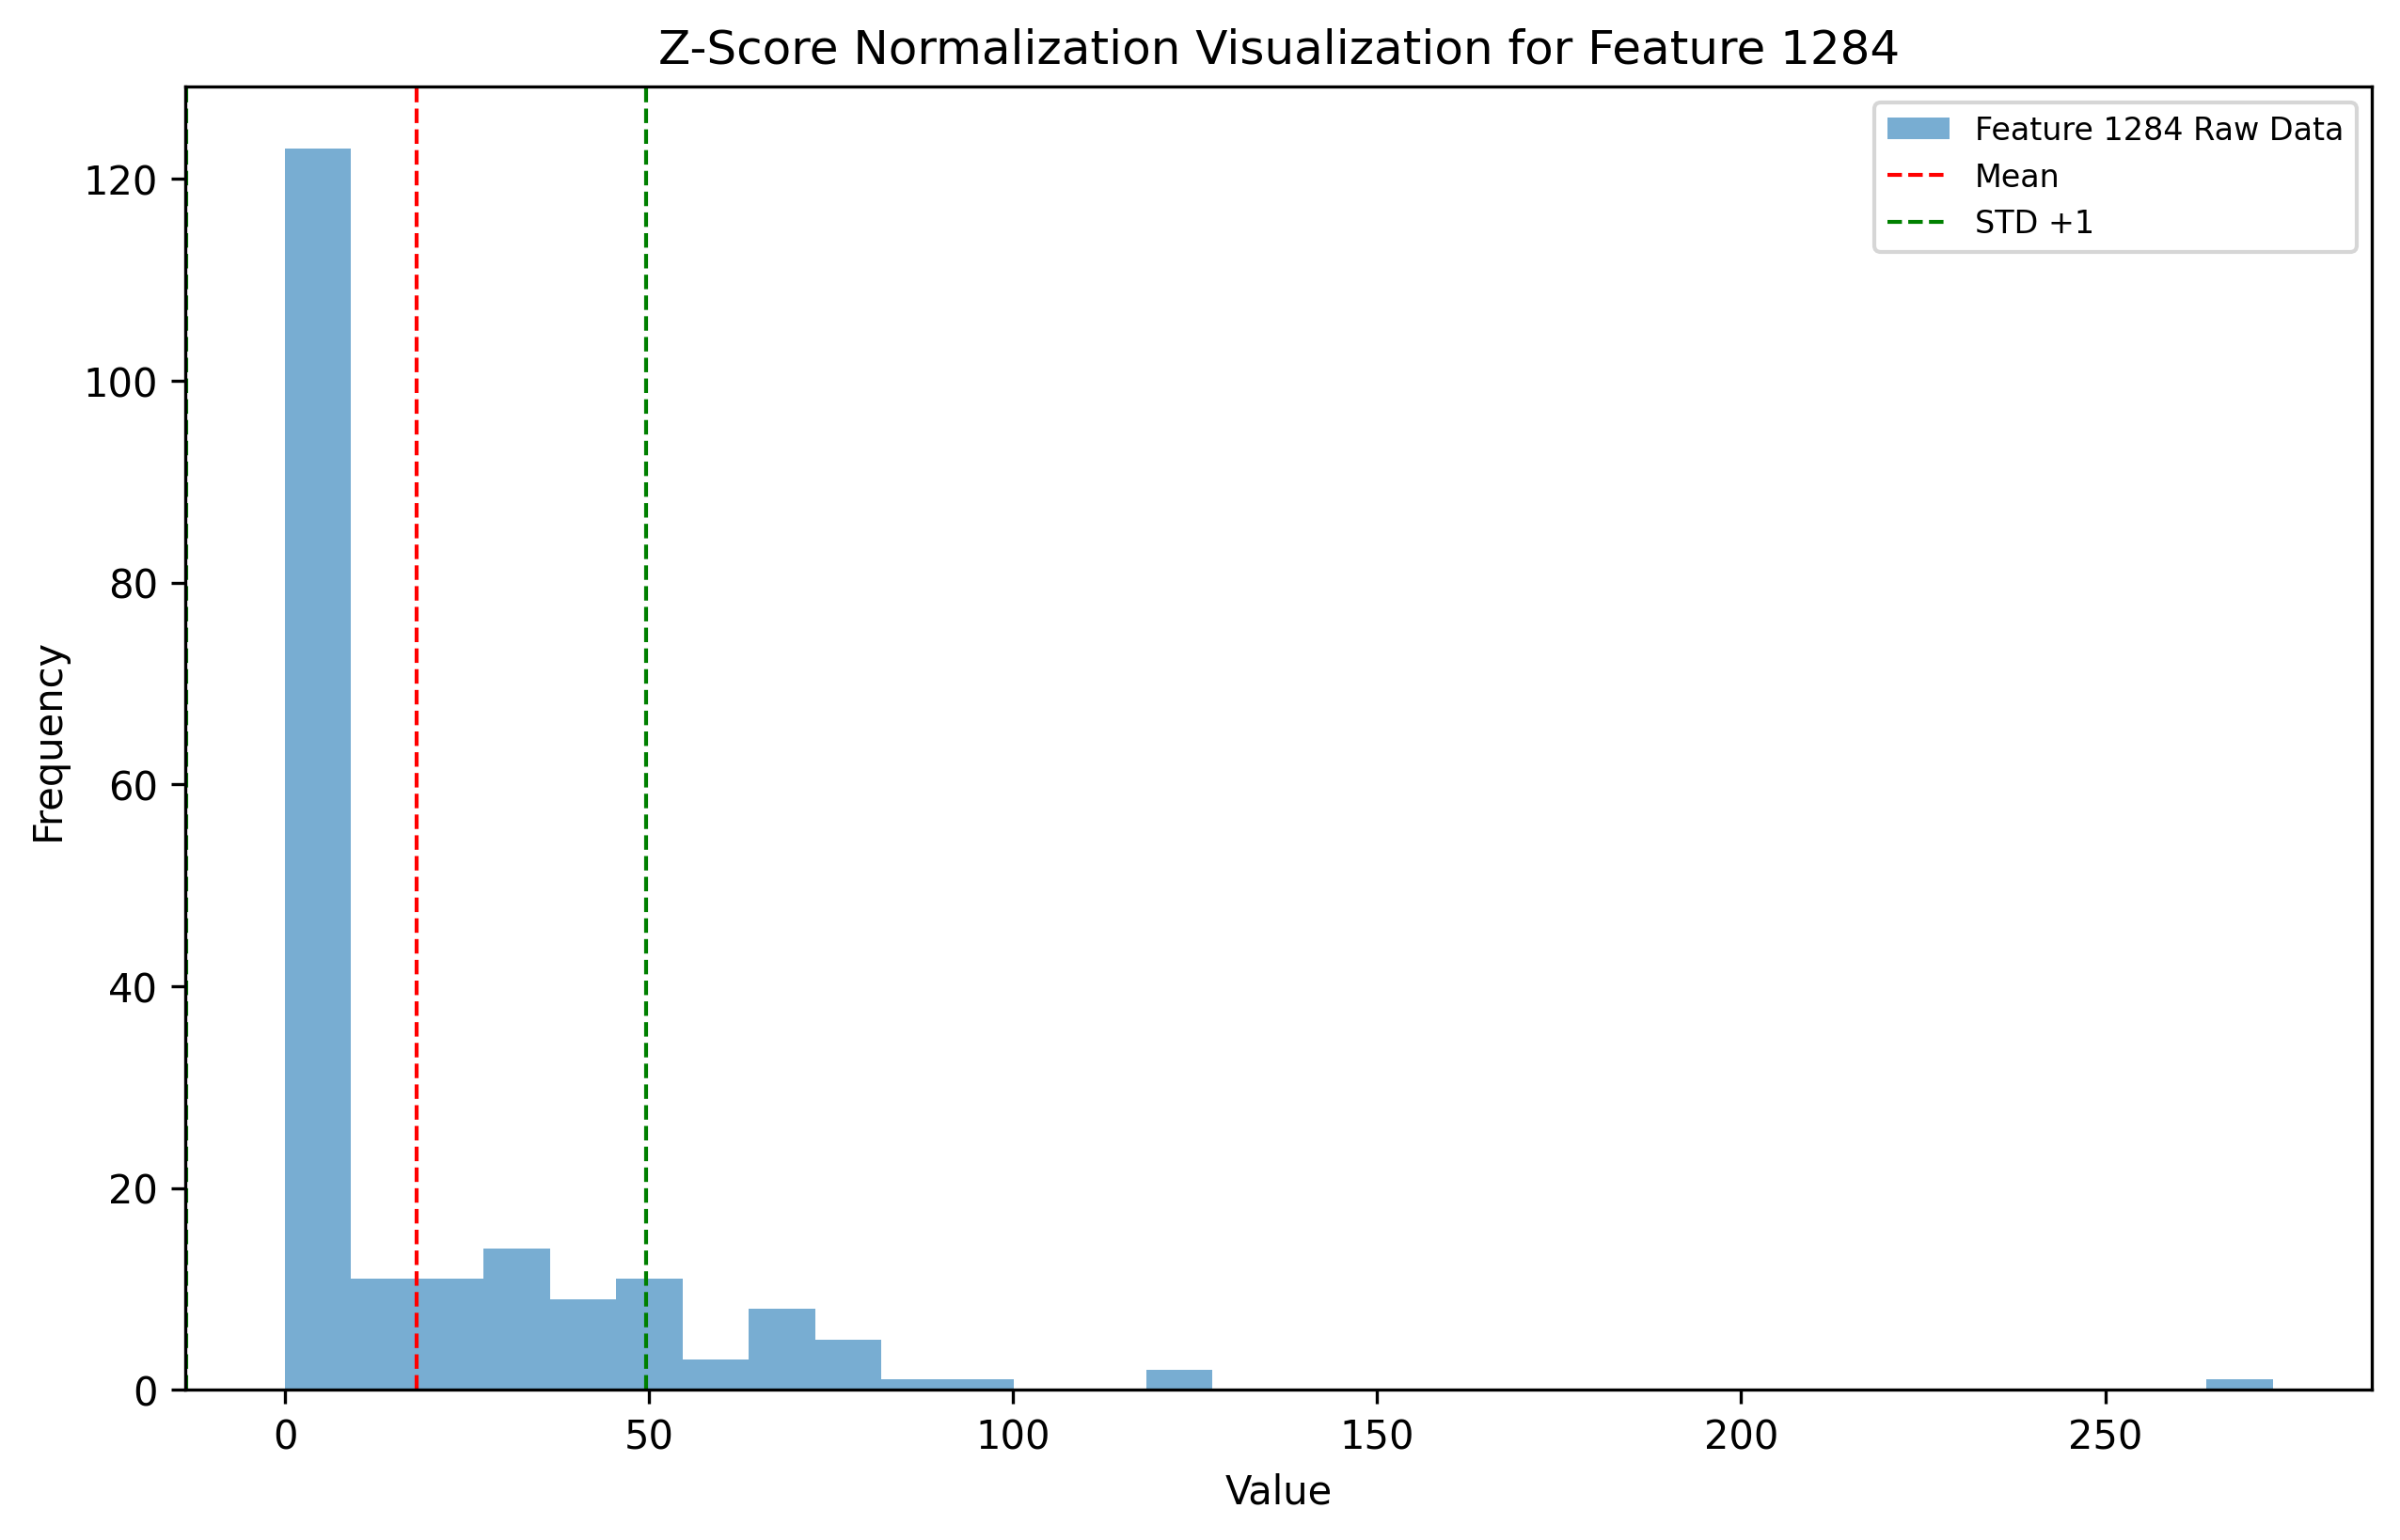 Z-Score Normalization Visualization for Feature 1284
Feature 1284 Raw Data
Mean
STD +1
120
100
80
60
40
20
0
Frequency
0 50 100 150 200 250
Value